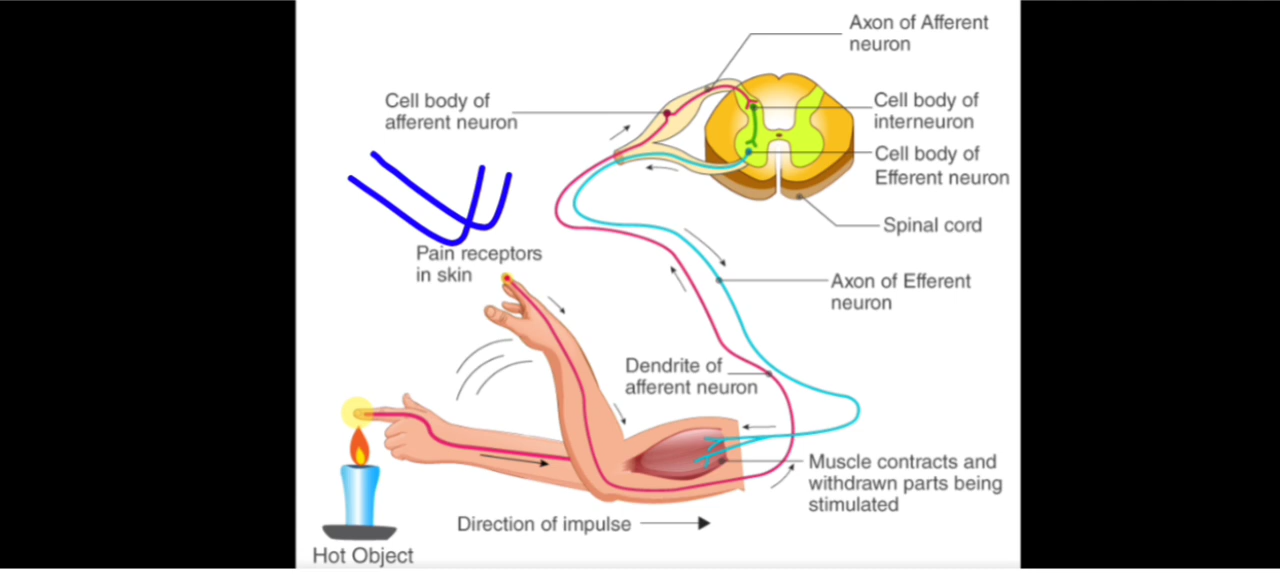 Axon of Afferent
neuron
Cell body of
afferent neuron
Cell body of
interneuron
Cell body of
Efferent neuron
Spinal cord
Pain receptors
in skin
Axon of Efferent
neuron
Dendrite of
afferent neuron
Muscle contracts and
withdrawn parts being
stimulated
Direction of impulse
Hot Object